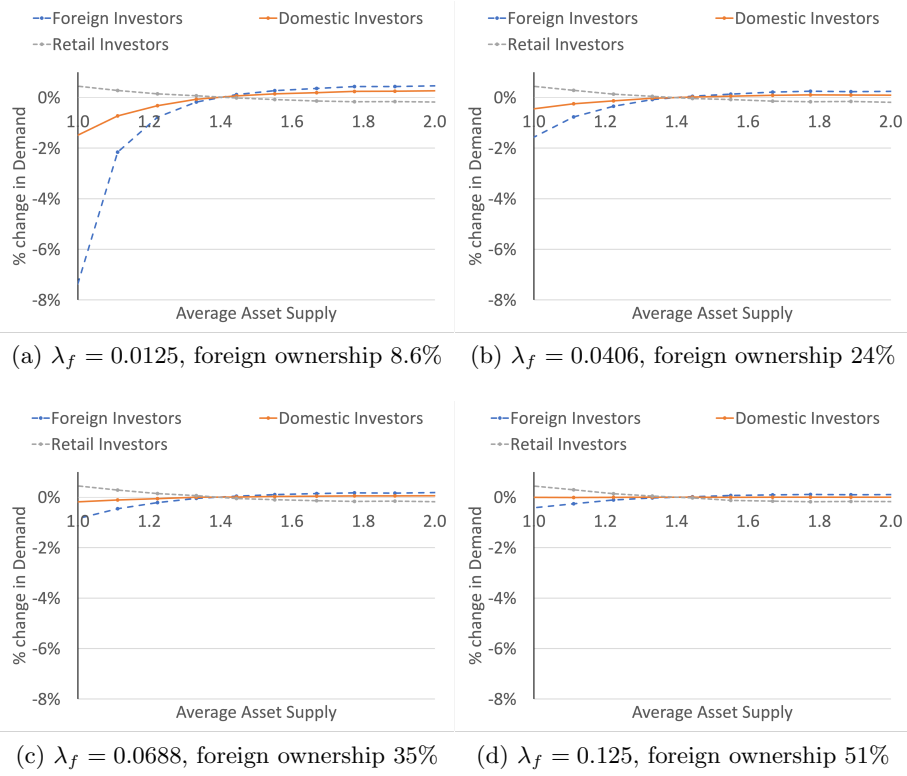 Foreign Investors Domestic Investors
Retail Investors
0%
-2%
-4%
-6%
-8%
1.0 1.2 1.4 1.6 1.8 2.0
% change in Demand
Average Asset Supply
(a) λf = 0.0125, foreign ownership 8.6%
Foreign Investors Domestic Investors
Retail Investors
0%
-2%
-4%
-6%
-8%
1.0 1.2 1.4 1.6 1.8 2.0
% change in Demand
Average Asset Supply
(b) λf = 0.0406, foreign ownership 24%
Foreign Investors Domestic Investors
Retail Investors
0%
-2%
-4%
-6%
-8%
1.0 1.2 1.4 1.6 1.8 2.0
% change in Demand
Average Asset Supply
(c) λf = 0.0688, foreign ownership 35%
Foreign Investors Domestic Investors
Retail Investors
0%
-2%
-4%
-6%
-8%
1.0 1.2 1.4 1.6 1.8 2.0
% change in Demand
Average Asset Supply
(d) λf = 0.125, foreign ownership 51%